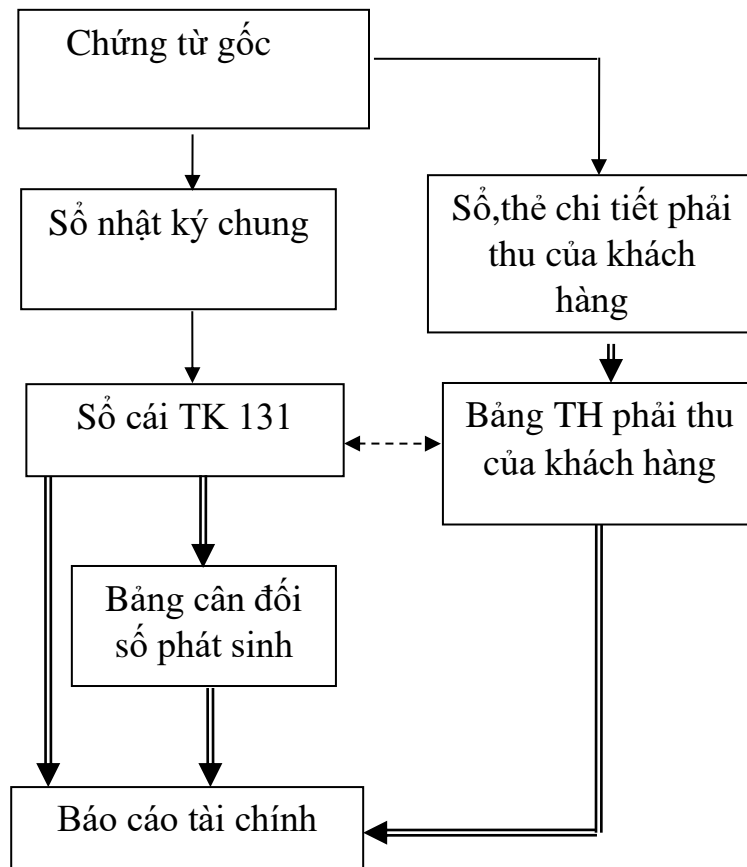 Chứng từ gốc
Sổ nhật ký chung
Sổ,thẻ chi tiết phải
thu của khách
hàng
Sổ cái TK 131
Bảng TH phải thu
của khách hàng
Bảng cân đối
số phát sinh
Báo cáo tài chính